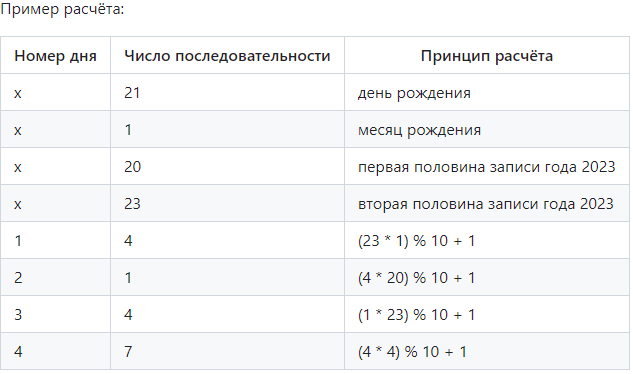 Пример расчёта:
Номер дня Число последовательности Принцип расчёта
x 21 день рождения
x 1 месяц рождения
x 20 первая половина записи года 2023
x 23 вторая половина записи года 2023
1 4 (23 * 1) % 10 + 1
2 1 (4 * 20) % 10 + 1
3 4 (1 * 23) % 10 + 1
4 7 (4 * 4) % 10 + 1